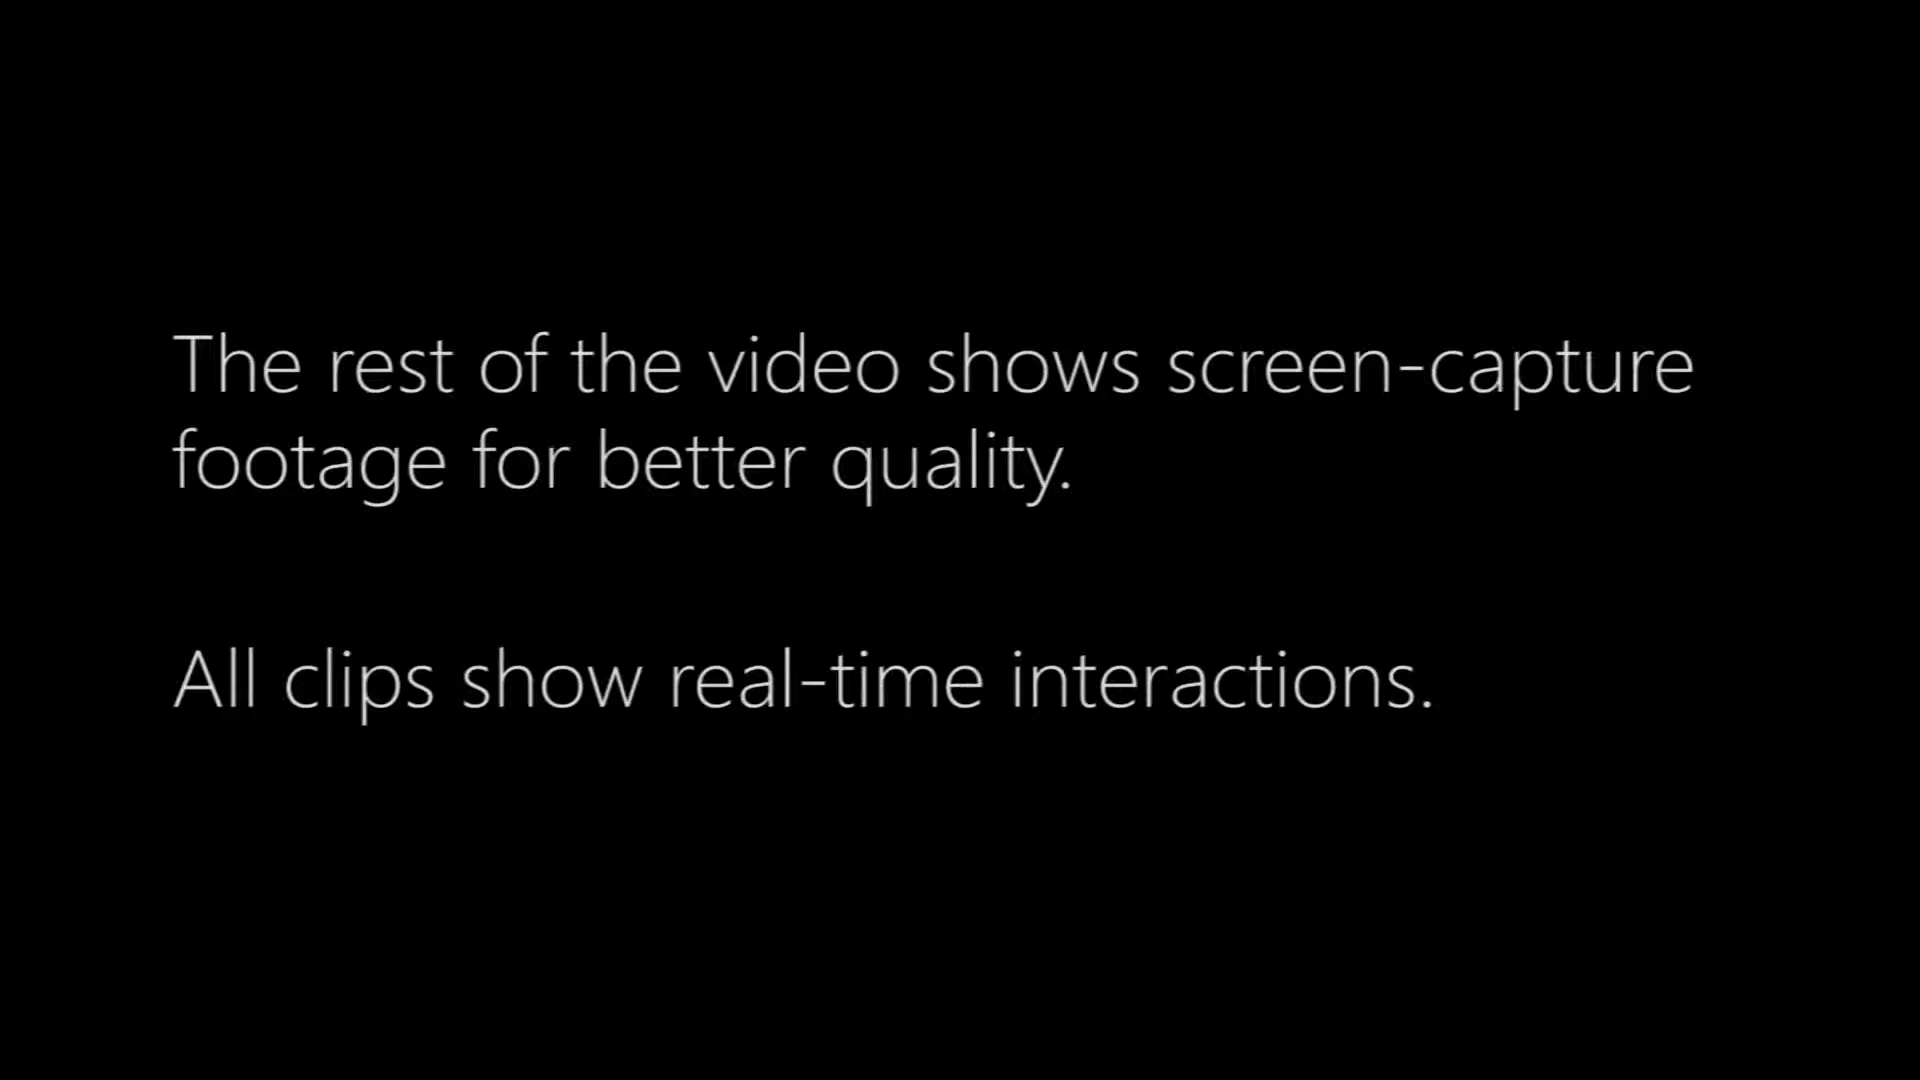 The rest of the video shows screen-capture
footage for better quality.
All clips show real-time interactions.